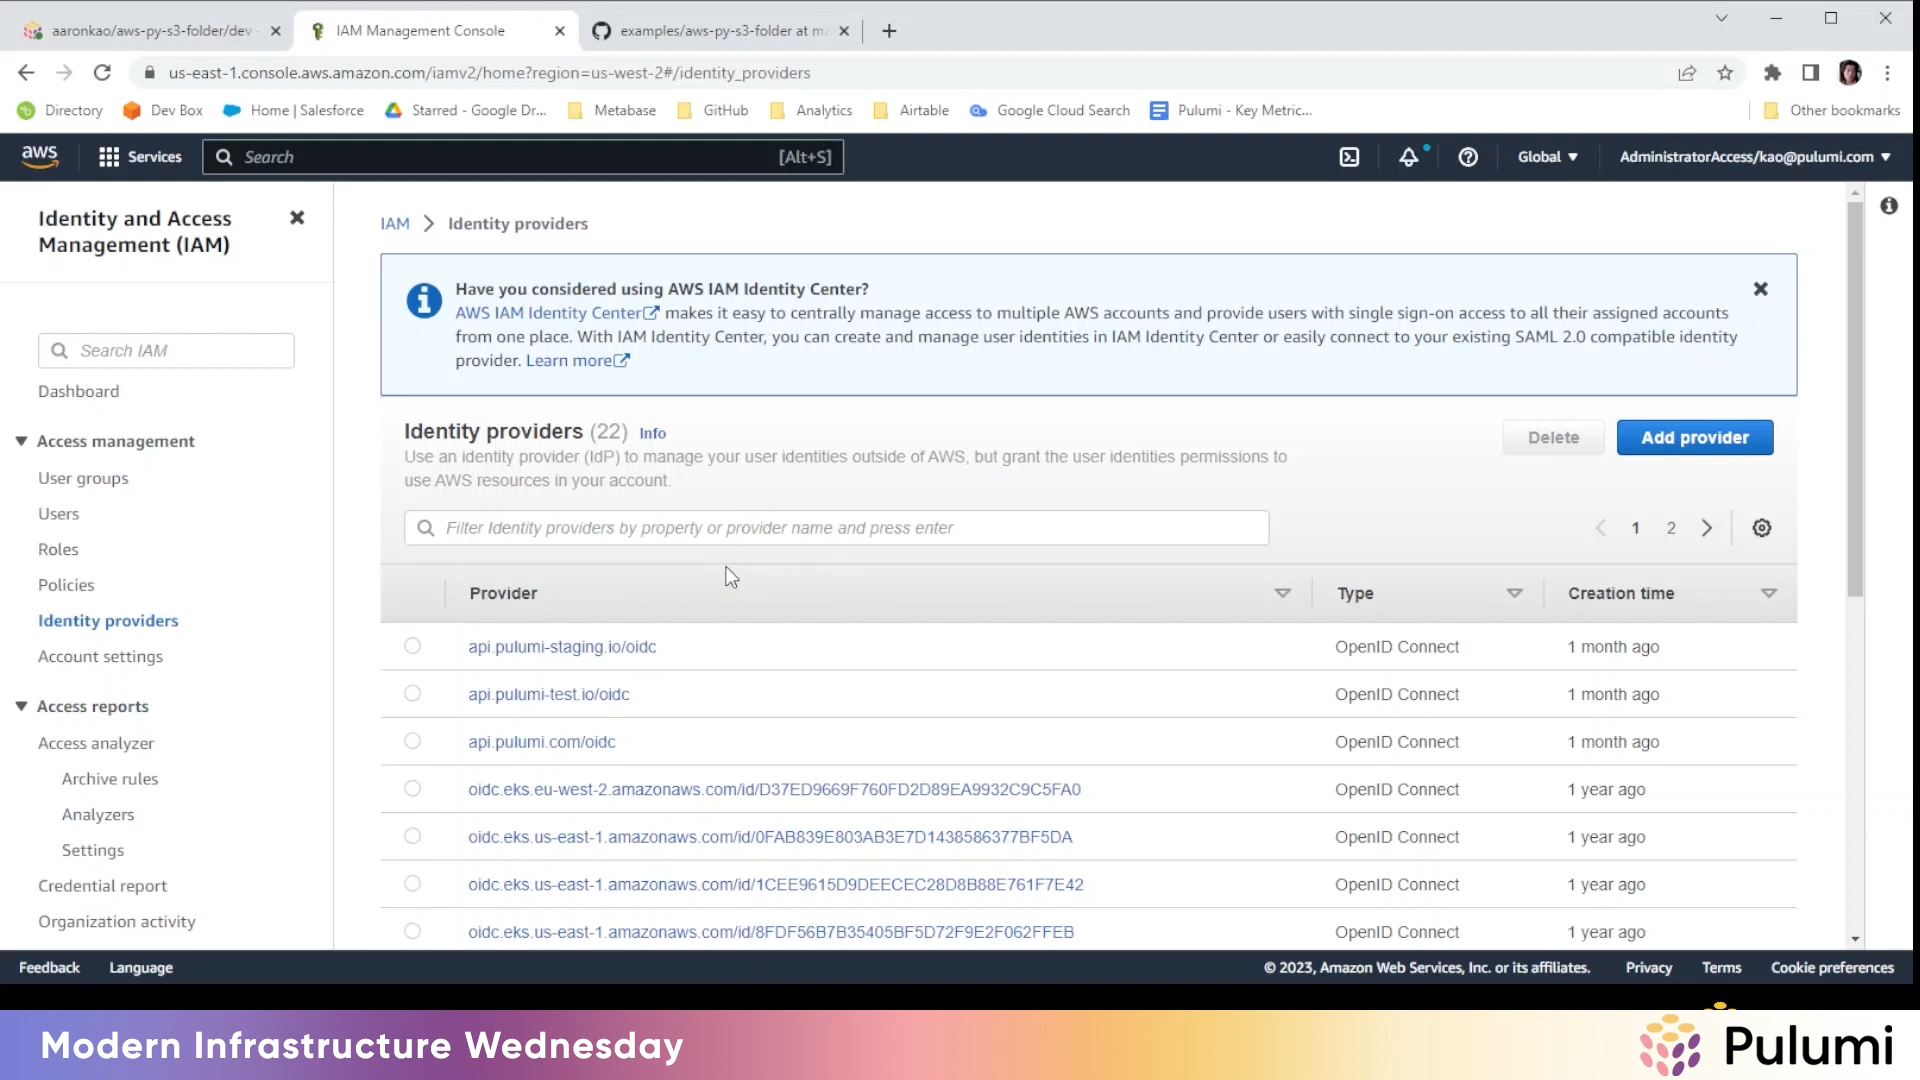 aaronkao/aws-py-s3-folder/dev
IAM Management Console
examples/aws-py-s3-folder at ma
us-east-1.console.aws.amazon.com/iamv2/home?region=us-west-2#/identity_providers
Directory
Dev Box
Home | Salesforce
Starred - Google Dr...
Metabase
GitHub
Analytics
Airtable
Google Cloud Search
Pulumi - Key Metric...
Other bookmarks
aws
Services
Search
[Alt+S]
Global
AdministratorAccess/kao@pulumi.com
Identity and Access
Management (IAM)
Search IAM
Dashboard
Access management
User groups
Users
Roles
Policies
Identity providers
Account settings
Access reports
Access analyzer
Archive rules
Analyzers
Settings
Credential report
Organization activity
IAM
Identity providers
Have you considered using AWS IAM Identity Center?
AWS IAM Identity Center makes it easy to centrally manage access to multiple AWS accounts and provide users with single sign-on access to all their assigned accounts
from one place. With IAM Identity Center, you can create and manage user identities in IAM Identity Center or easily connect to your existing SAML 2.0 compatible identity
provider. Learn more
Identity providers (22) Info
Use an identity provider (IdP) to manage your user identities outside of AWS, but grant the user identities permissions to
use AWS resources in your account.
Delete
Add provider
Filter Identity providers by property or provider name and press enter
1
2
Provider
Type
Creation time
api.pulumi-staging.io/oidc
OpenID Connect
1 month ago
api.pulumi-test.io/oidc
OpenID Connect
1 month ago
api.pulumi.com/oidc
OpenID Connect
1 month ago
oidc.eks.eu-west-2.amazonaws.com/id/D37ED9669F760FD2D89EA9932C9C5FA0
OpenID Connect
1 year ago
oidc.eks.us-east-1.amazonaws.com/id/0FAB839E803AB3E7D1438586377BF5DA
OpenID Connect
1 year ago
oidc.eks.us-east-1.amazonaws.com/id/1CEE9615D9DEECEC28D8B88E761F7E42
OpenID Connect
1 year ago
oidc.eks.us-east-1.amazonaws.com/id/8FDF56B7B35405BF5D72F9E2F062FFEB
OpenID Connect
1 year ago
Feedback
Language
© 2023, Amazon Web Services, Inc. or its affiliates.
Privacy
Terms
Cookie preferences
Modern Infrastructure Wednesday
Pulumi